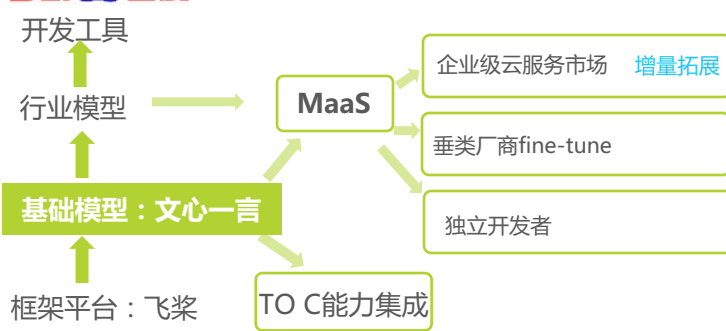 开发工具
企业级云服务市场 增量拓展
行业模型
MaaS
垂类厂商fine-tune
基础模型：文心一言
独立开发者
框架平台：飞桨
TO C能力集成